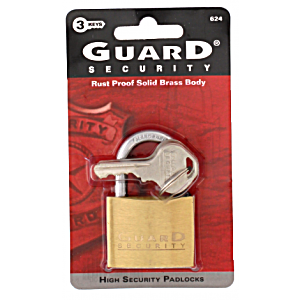 3 KEYS
624
GUARD®
SECURITY
Rust Proof Solid Brass Body
GUARD
SECURITY
HIGH SECURITY PADLOCKS